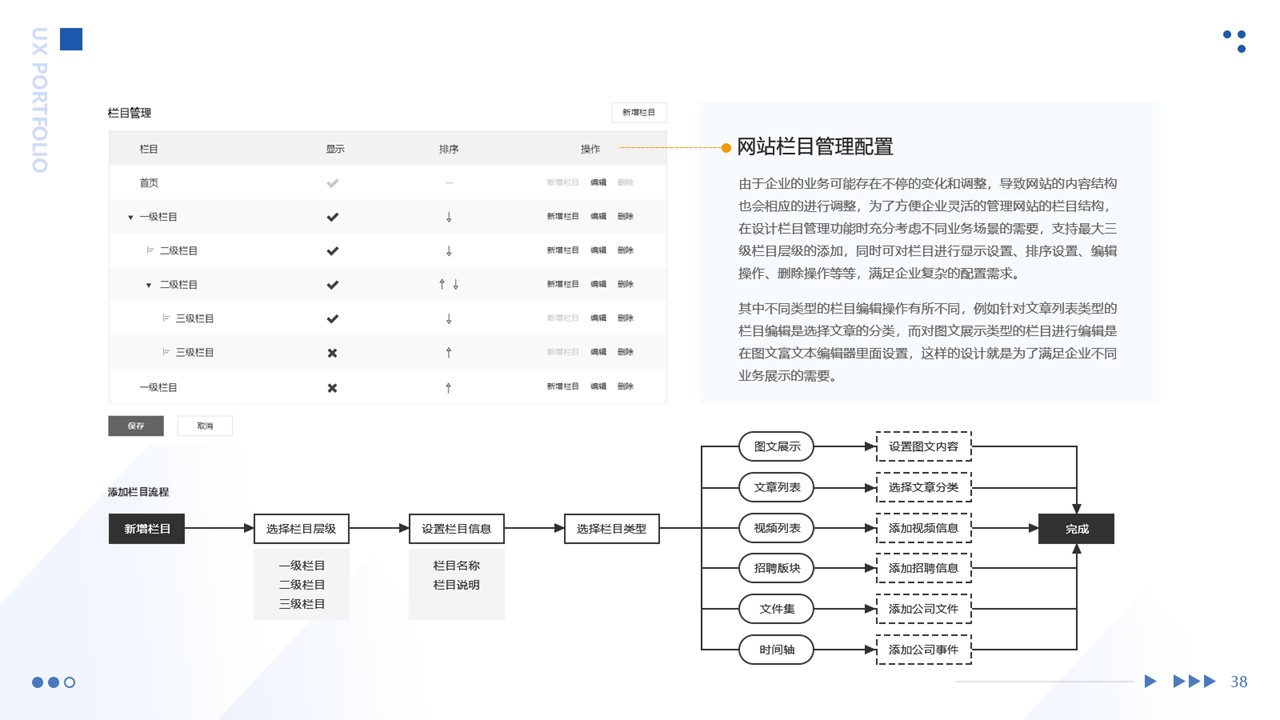 UX PORTFOLIO
栏目管理
新增栏目
栏目 显示 排序 操作
首页 新增栏目 编辑 删除
一级栏目 新增栏目 编辑 删除
二级栏目 新增栏目 编辑 删除
二级栏目 新增栏目 编辑 删除
三级栏目 新增栏目 编辑 删除
三级栏目 新增栏目 编辑 删除
一级栏目 新增栏目 编辑 删除
保存 取消
网站栏目管理配置
由于企业的业务可能存在不停的变化和调整，导致网站的内容结构
也会相应的进行调整，为了方便企业灵活的管理网站的栏目结构，
在设计栏目管理功能时充分考虑不同业务场景的需要，支持最大三
级栏目层级的添加，同时可对栏目进行显示设置、排序设置、编辑
操作、删除操作等等，满足企业复杂的配置需求。
其中不同类型的栏目编辑操作有所不同，例如针对文章列表类型的
栏目编辑是选择文章的分类，而对图文展示类型的栏目进行编辑是
在图文富文本编辑器里面设置，这样的设计就是为了满足企业不同
业务展示的需要。
添加栏目流程
新增栏目
选择栏目层级
一级栏目
二级栏目
三级栏目
设置栏目信息
栏目名称
栏目说明
选择栏目类型
图文展示 设置图文内容
文章列表 选择文章分类
视频列表 添加视频信息
招聘版块 添加招聘信息
文件集 添加公司文件
时间轴 添加公司事件
完成
38